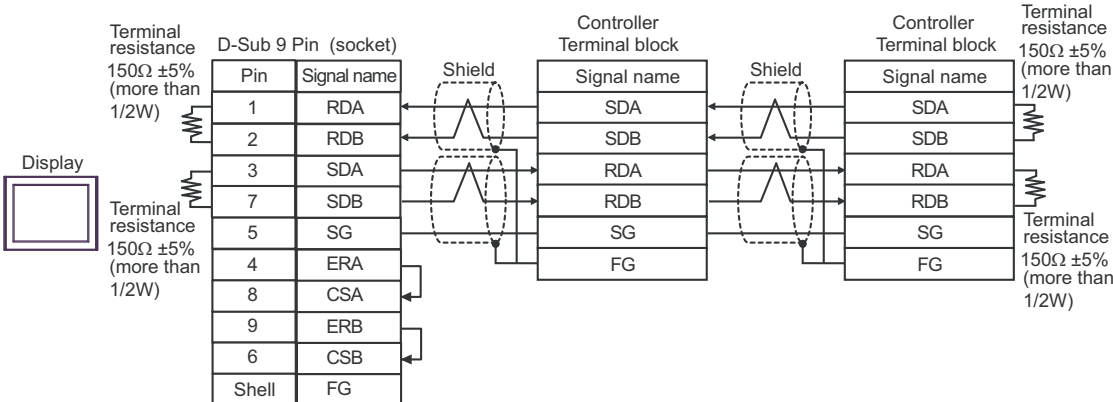 Display
Terminal
resistance
150Ω ±5%
(more than
1/2W)
Terminal
resistance
150Ω ±5%
(more than
1/2W)
D-Sub 9 Pin (socket)
Pin Signal name
1 RDA
2 RDB
3 SDA
7 SDB
5 SG
4 ERA
8 CSA
9 ERB
6 CSB
Shell FG
Shield
Controller
Terminal block
Signal name
SDA
SDB
RDA
RDB
SG
FG
Shield
Controller
Terminal block
Signal name
SDA
SDB
RDA
RDB
SG
FG
Terminal
resistance
150Ω ±5%
(more than
1/2W)
Terminal
resistance
150Ω ±5%
(more than
1/2W)